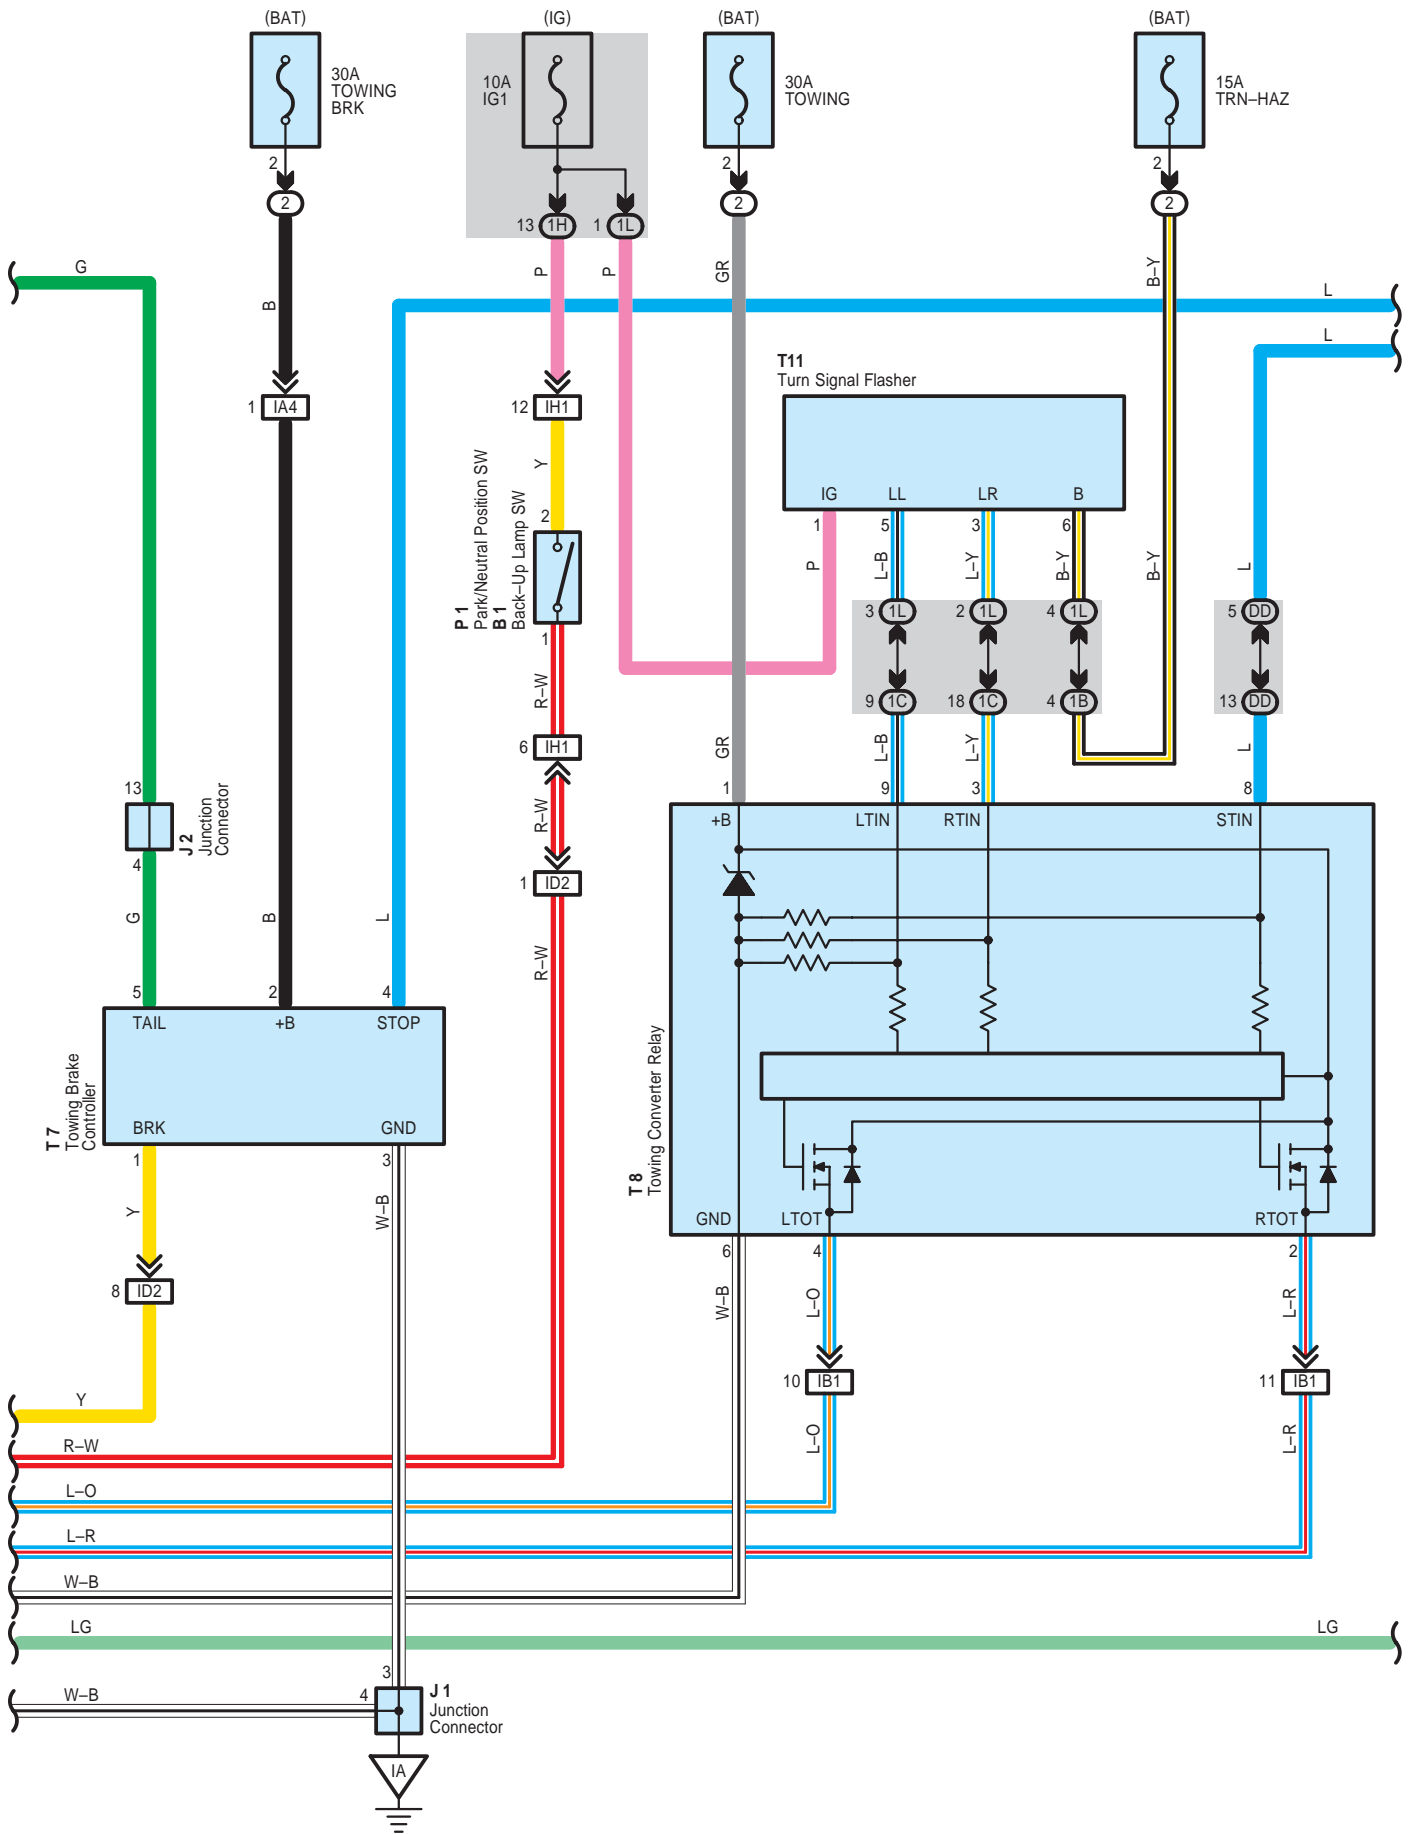 (BAT)
(IG)
(BAT)
(BAT)
30A
TOWING
BRK
10A
IG1
30A
TOWING
15A
TRN–HAZ
2
2
2
2
2
2
13
1H
1
1L
G
B
P
P
GR
B–Y
L
L
T11
Turn Signal Flasher
1
IA4
12
IH1
Y
P 1
Park/Neutral Position SW
B 1
Back–Up Lamp SW
2
1
IG
LL
LR
B
1
5
3
6
P
L–B
L–Y
B–Y
B–Y
L
3
1L
2
1L
4
1L
5
DD
9
1C
18
1C
4
1B
13
DD
R–W
6
IH1
R–W
1
ID2
R–W
GR
L–B
L–Y
L
1
9
3
8
+B
LTIN
RTIN
STIN
13
J 2
Junction
Connector
4
G
B
L
5
2
4
TAIL
+B
STOP
T 7
Towing Brake
Controller
BRK
GND
1
3
Y
W–B
8
ID2
T 8
Towing Converter Relay
GND
LTOT
RTOT
6
4
2
W–B
L–O
L–R
10
IB1
11
IB1
L–O
L–R
Y
R–W
L–O
L–R
W–B
LG
LG
3
W–B
4
J 1
Junction
Connector
IA